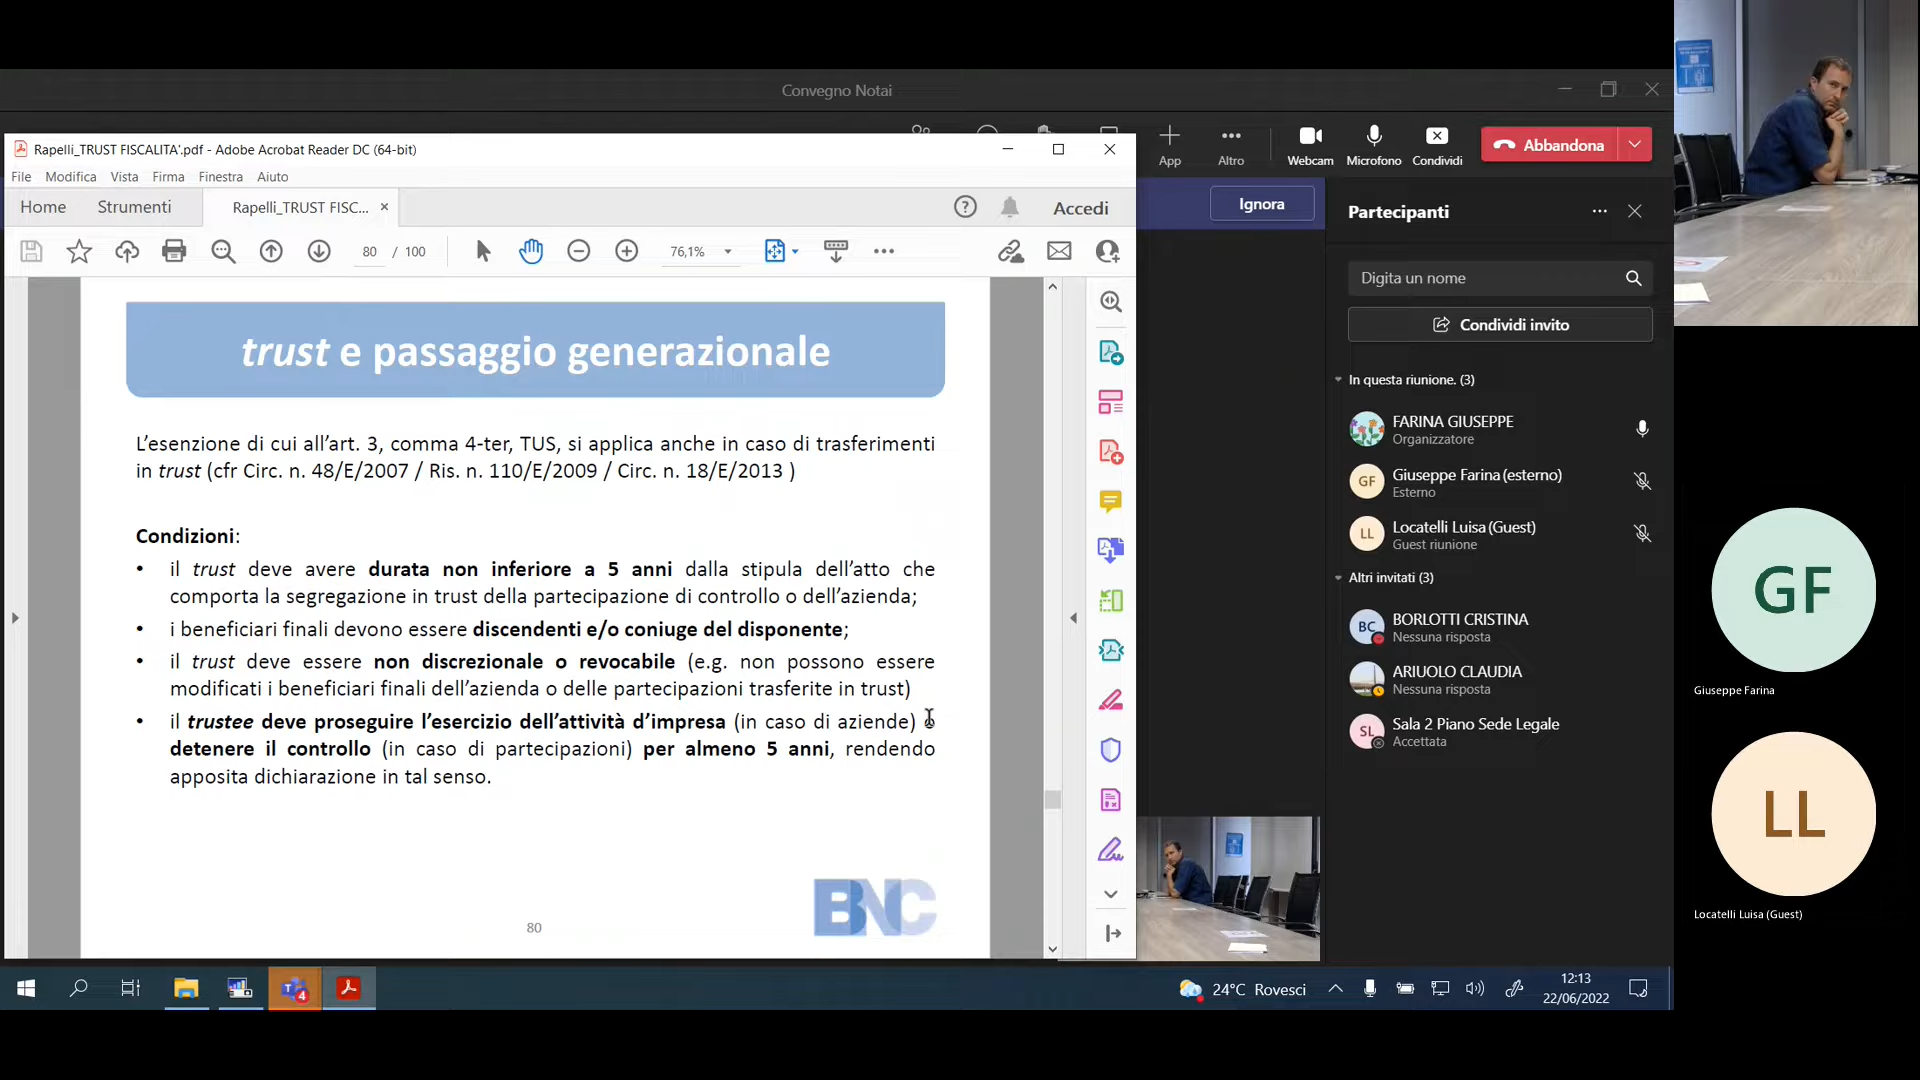 Convegno Notai
Rapelli_TRUST FISCALITA'.pdf - Adobe Acrobat Reader DC (64-bit)
App
Altro
Webcam
Microfono
Condividi
Abbandona
File Modifica Vista Firma Finestra Aiuto
Home Strumenti Rapelli_TRUST FISC... Accedi
80 / 100 76,1%
Ignora
trust e passaggio generazionale
L’esenzione di cui all’art. 3, comma 4-ter, TUS, si applica anche in caso di trasferimenti
in trust (cfr Circ. n. 48/E/2007 / Ris. n. 110/E/2009 / Circ. n. 18/E/2013 )
Condizioni:
• il trust deve avere durata non inferiore a 5 anni dalla stipula dell’atto che
comporta la segregazione in trust della partecipazione di controllo o dell’azienda;
• i beneficiari finali devono essere discendenti e/o coniuge del disponente;
• il trust deve essere non discrezionale o revocabile (e.g. non possono essere
modificati i beneficiari finali dell’azienda o delle partecipazioni trasferite in trust)
• il trustee deve proseguire l’esercizio dell’attività d’impresa (in caso di aziende)
detenere il controllo (in caso di partecipazioni) per almeno 5 anni, rendendo
apposita dichiarazione in tal senso.
80
BNC
Partecipanti
Digita un nome
Condividi invito
In questa riunione. (3)
FARINA GIUSEPPE
Organizzatore
GF
Giuseppe Farina (esterno)
Esterno
LL
Locatelli Luisa (Guest)
Guest riunione
Altri invitati (3)
BC
BORLOTTI CRISTINA
Nessuna risposta
ARIUOLO CLAUDIA
Nessuna risposta
SL
Sala 2 Piano Sede Legale
Accettata
GF
Giuseppe Farina
LL
Locatelli Luisa (Guest)
4
24°C Rovesci
12:13
22/06/2022